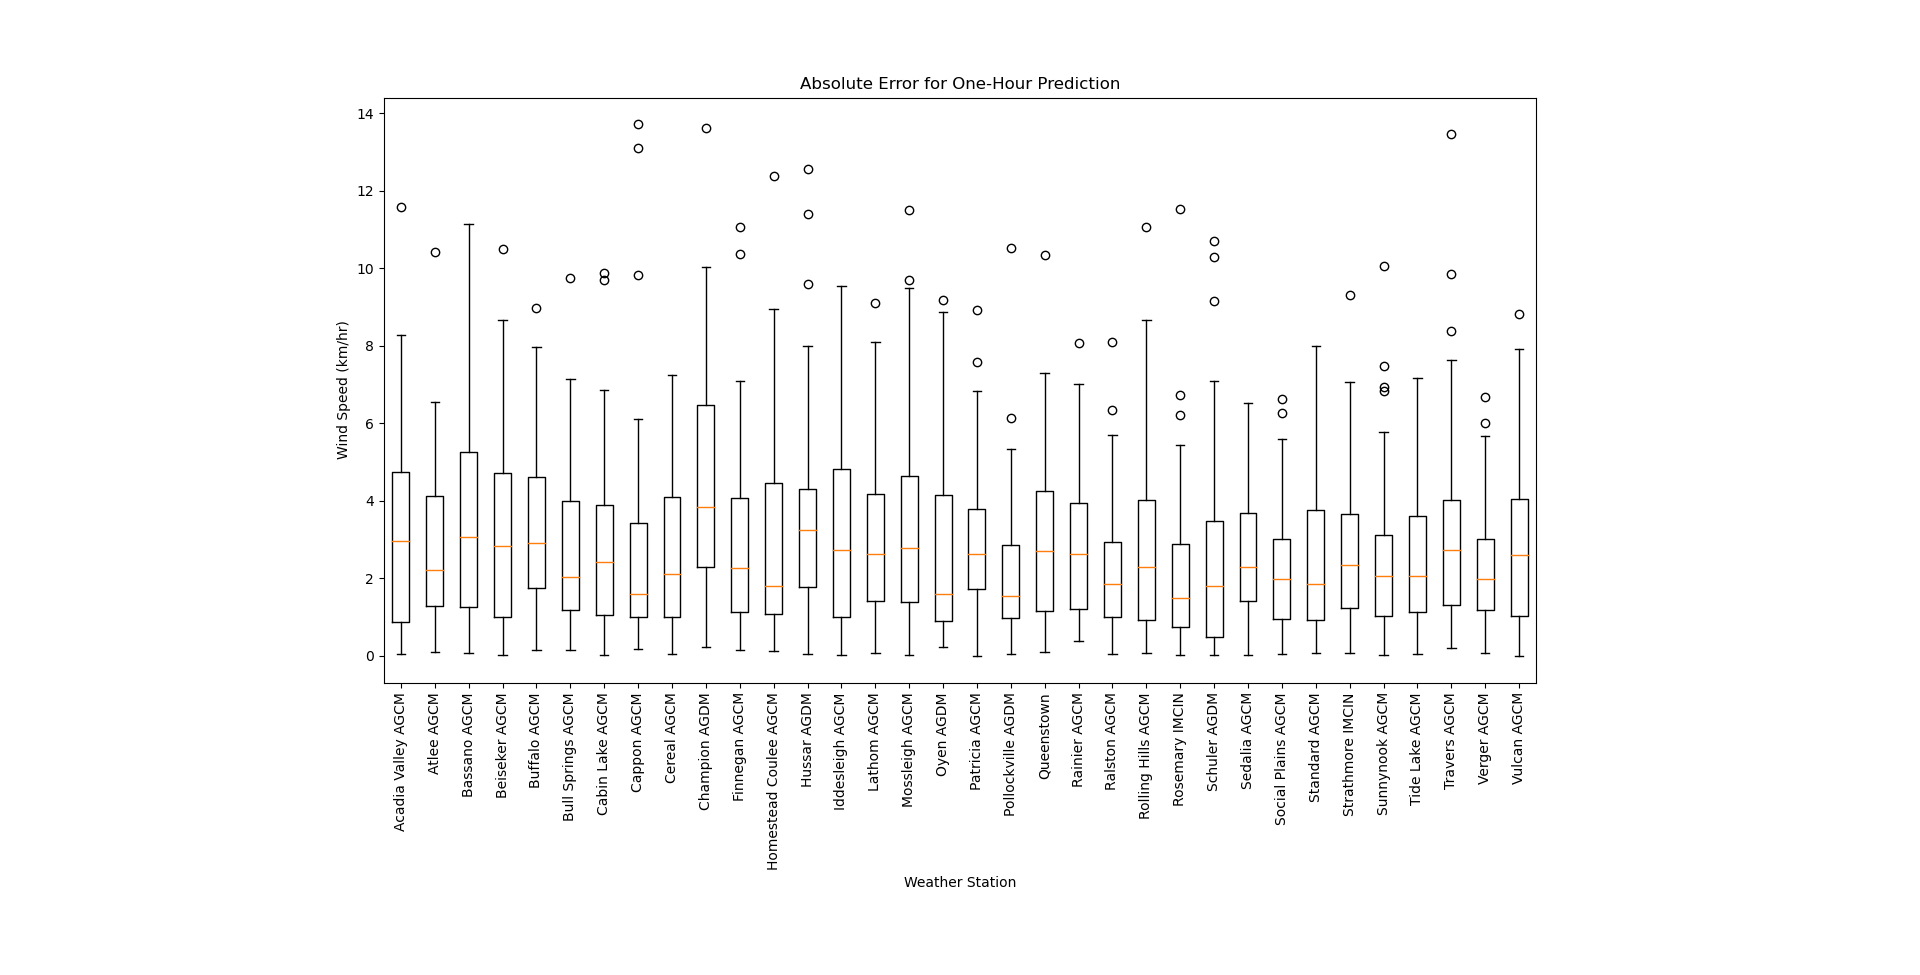 Absolute Error for One-Hour Prediction
14
12
10
8
6
4
2
0
Wind Speed (km/hr)
Acadia Valley AGCM
Atlee AGCM
Bassano AGCM
Beiseker AGCM
Buffalo AGCM
Bull Springs AGCM
Cabin Lake AGCM
Cappon AGCM
Cereal AGCM
Champion AGDM
Finnegan AGCM
Homestead Coulee AGCM
Hussar AGDM
Iddesleigh AGCM
Lathom AGCM
Mossleigh AGCM
Oyen AGDM
Patricia AGCM
Pollockville AGDM
Queenstown
Rainier AGCM
Ralston AGCM
Rolling Hills AGCM
Rosemary IMCIN
Schuler AGDM
Sedalia AGCM
Social Plains AGCM
Standard AGCM
Strathmore IMCIN
Sunnynook AGCM
Tide Lake AGCM
Travers AGCM
Verger AGCM
Vulcan AGCM
Weather Station